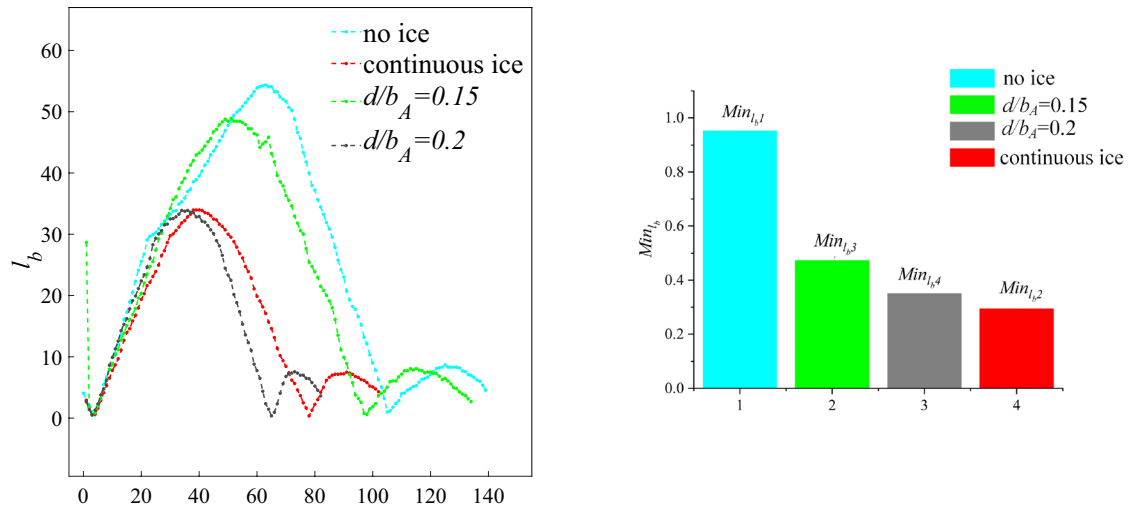 no ice
continuous ice
d/b_A=0.15
d/b_A=0.2
60
50
40
30
20
10
0
l_b
0 20 40 60 80 100 120 140
no ice
d/b_A=0.15
d/b_A=0.2
continuous ice
Min_{l_b}1
Min_{l_b}3
Min_{l_b}4
Min_{l_b}2
1.0
0.8
0.6
0.4
0.2
0.0
Min_{l_b}
1 2 3 4